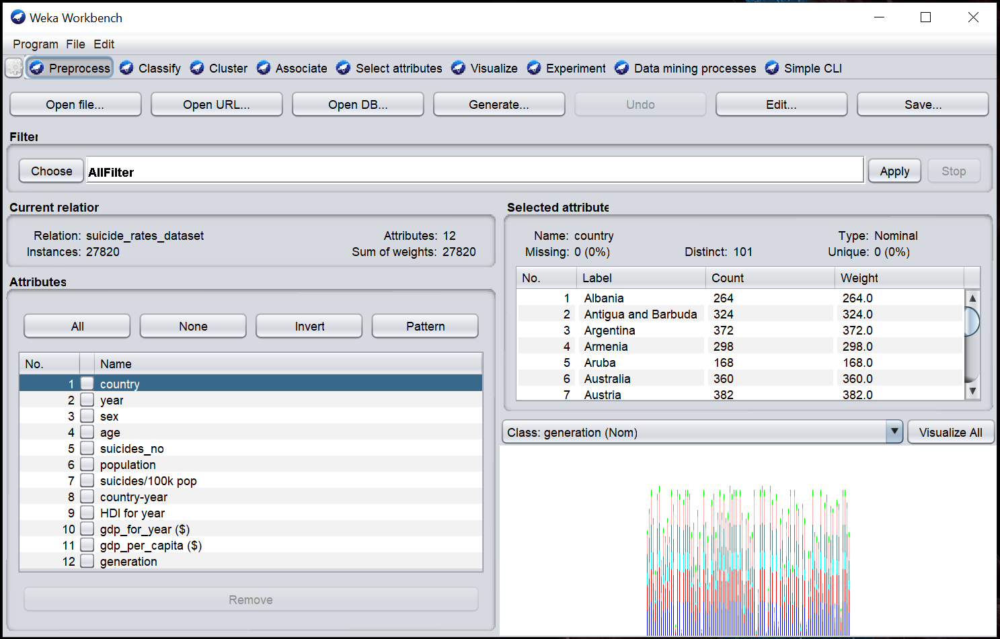 Weka Workbench
Program File Edit
Preprocess Classify Cluster Associate Select attributes Visualize Experiment Data mining processes Simple CLI
Open file... Open URL... Open DB... Generate... Undo Edit... Save...
Filter
Choose AllFilter Apply Stop
Current relation
Relation: suicide_rates_dataset Attributes: 12
Instances: 27820 Sum of weights: 27820
Attributes
All None Invert Pattern
No. Name
1 country
2 year
3 sex
4 age
5 suicides_no
6 population
7 suicides/100k pop
8 country-year
9 HDI for year
10 gdp_for_year ($)
11 gdp_per_capita ($)
12 generation
Remove
Selected attribute
Name: country Type: Nominal
Missing: 0 (0%) Distinct: 101 Unique: 0 (0%)
No. Label Count Weight
1 Albania 264 264.0
2 Antigua and Barbuda 324 324.0
3 Argentina 372 372.0
4 Armenia 298 298.0
5 Aruba 168 168.0
6 Australia 360 360.0
7 Austria 382 382.0
Class: generation (Nom) Visualize All